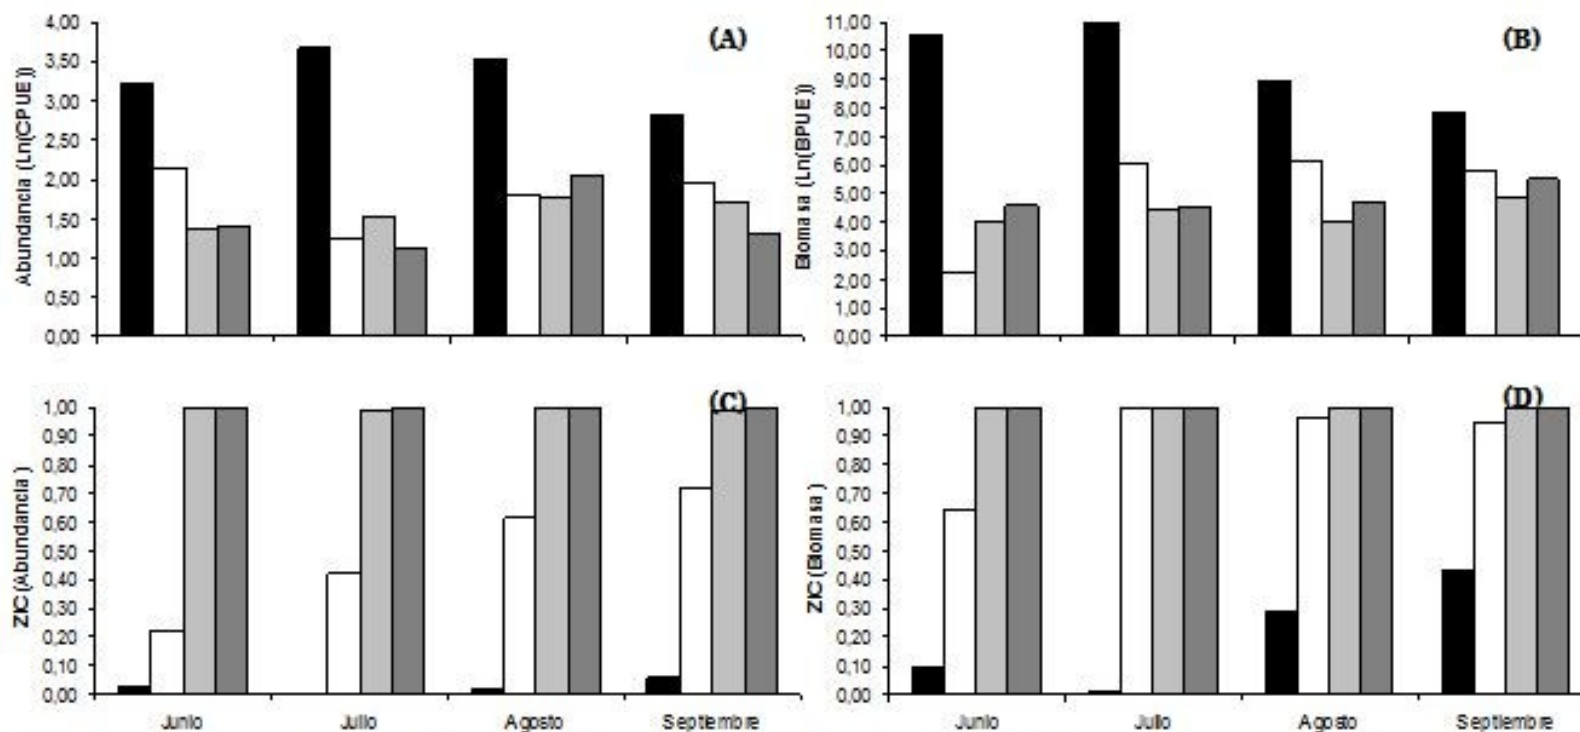 (A)
Abundancia (Ln(CPUE))
4,00
3,50
3,00
2,50
2,00
1,50
1,00
0,50
0,00
(B)
Biomasa (Ln(BPUE))
11,00
10,00
9,00
8,00
7,00
6,00
5,00
4,00
3,00
2,00
1,00
0,00
(C)
ZIC (Abundancia)
1,00
0,90
0,80
0,70
0,60
0,50
0,40
0,30
0,20
0,10
0,00
Junio
Julio
Agosto
Septiembre
(D)
ZIC (Biomasa)
1,00
0,90
0,80
0,70
0,60
0,50
0,40
0,30
0,20
0,10
0,00
Junio
Julio
Agosto
Septiembre